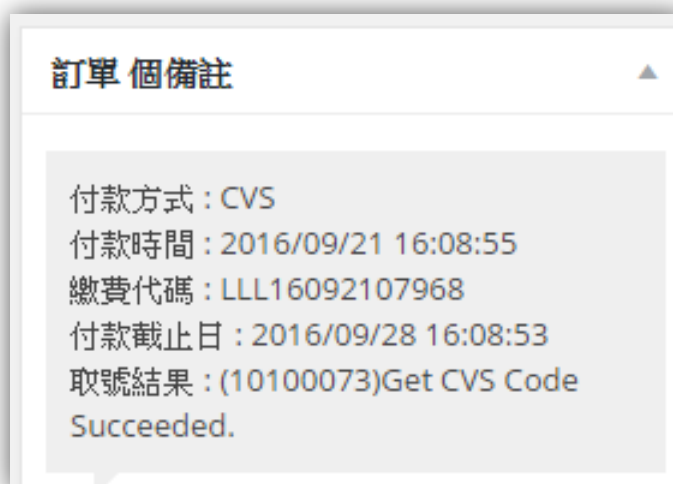 訂單 個備註
付款方式 : CVS
付款時間 : 2016/09/21 16:08:55
繳費代碼 : LLL16092107968
付款截止日 : 2016/09/28 16:08:53
取號結果 : (10100073)Get CVS Code
Succeeded.